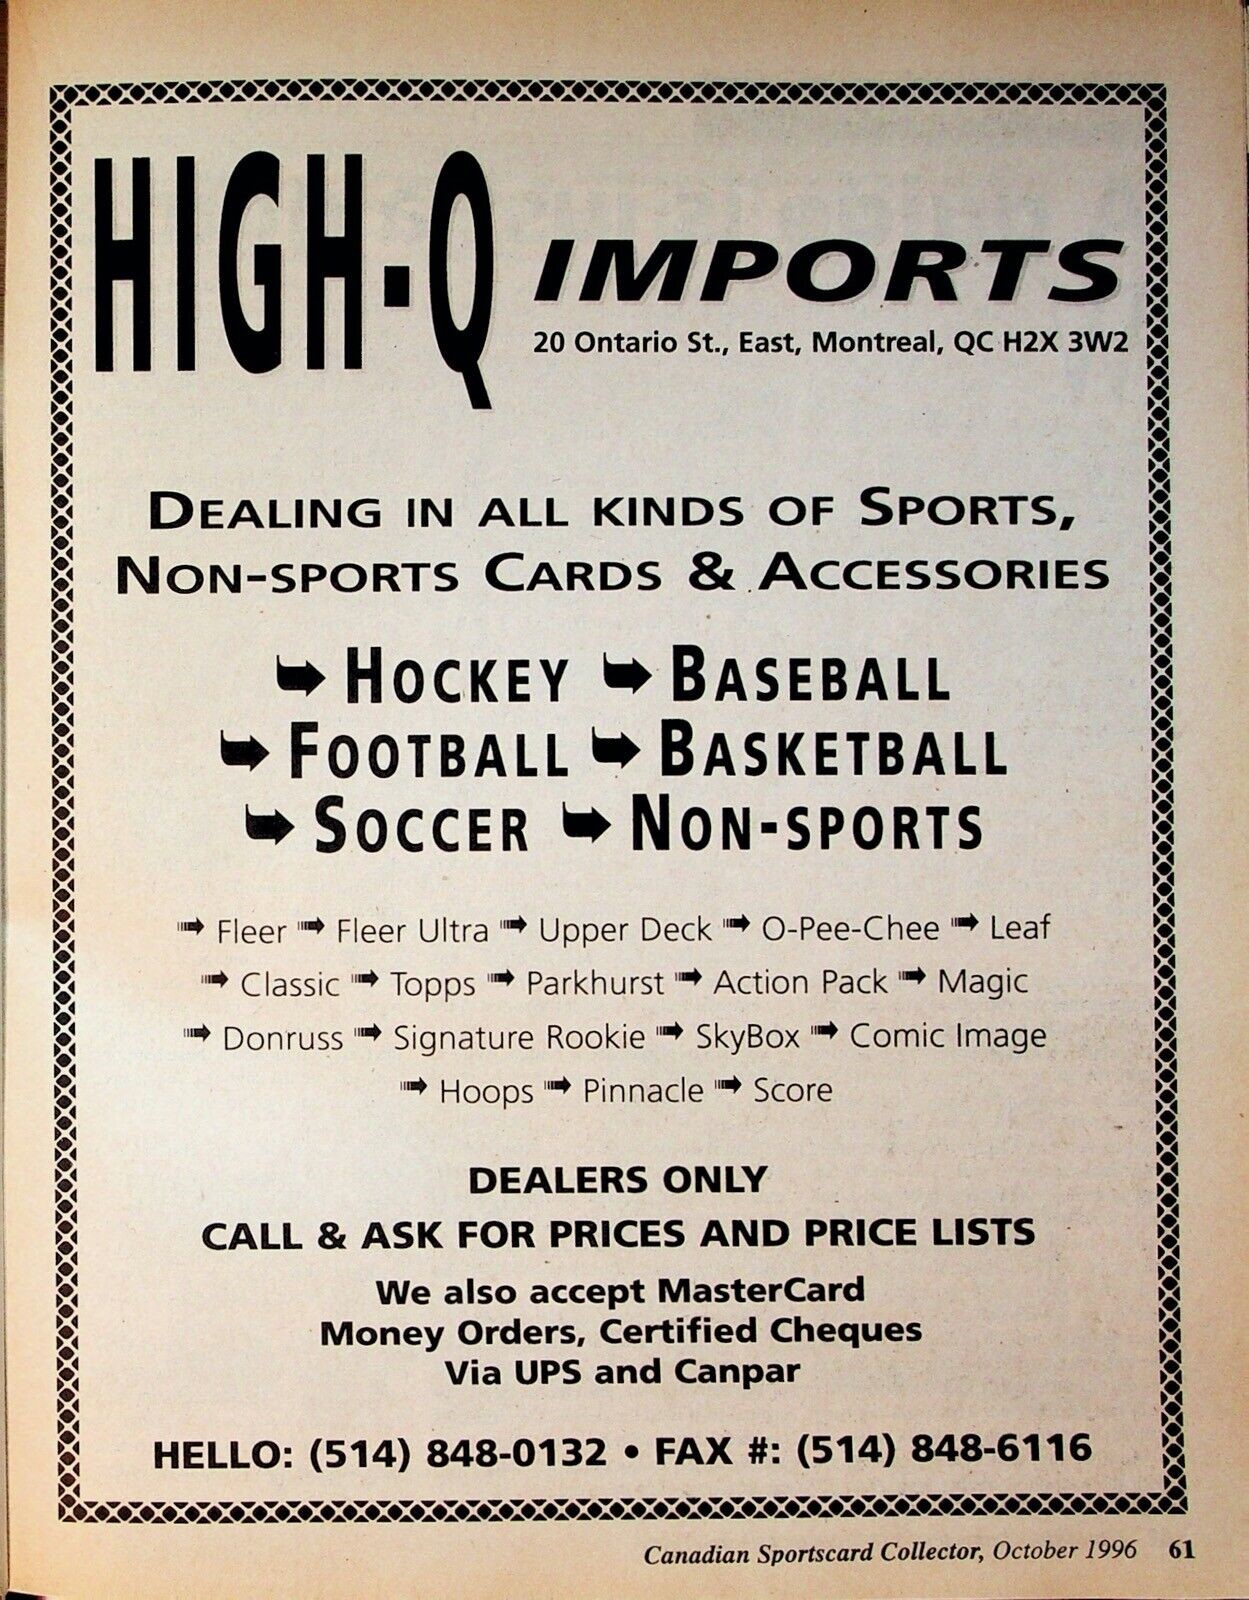 HIGH-Q IMPORTS
20 Ontario St., East, Montreal, QC H2X 3W2
DEALING IN ALL KINDS OF SPORTS,
NON-SPORTS CARDS & ACCESSORIES
➥ HOCKEY ➥ BASEBALL
➥ FOOTBALL ➥ BASKETBALL
➥ SOCCER ➥ NON-SPORTS
➟ Fleer ➟ Fleer Ultra ➟ Upper Deck ➟ O-Pee-Chee ➟ Leaf
➟ Classic ➟ Topps ➟ Parkhurst ➟ Action Pack ➟ Magic
➟ Donruss ➟ Signature Rookie ➟ SkyBox ➟ Comic Image
➟ Hoops ➟ Pinnacle ➟ Score
DEALERS ONLY
CALL & ASK FOR PRICES AND PRICE LISTS
We also accept MasterCard
Money Orders, Certified Cheques
Via UPS and Canpar
HELLO: (514) 848-0132 • FAX #: (514) 848-6116
Canadian Sportscard Collector, October 1996 61